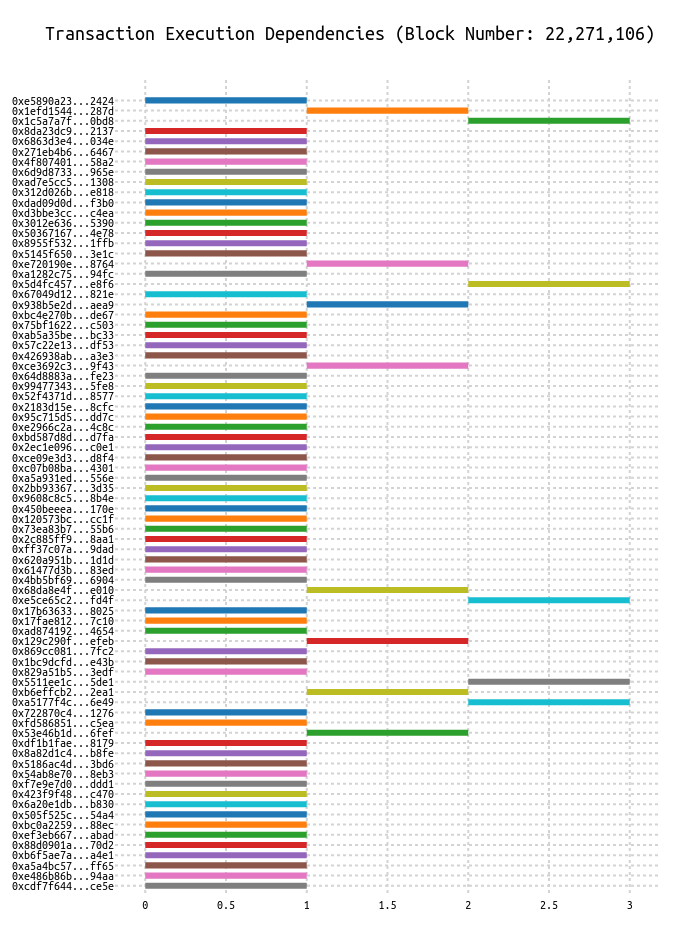 Transaction Execution Dependencies (Block Number: 22,271,106)
0xe5890a23...2424
0x1efd1544...287d
0x1c5a7a7f...0bd8
0x8da23dc9...2137
0x6863d3e4...034e
0x271eb4b6...6467
0x4f807401...58a2
0x6d9d8733...965e
0xad7e5cc5...1308
0x312d026b...e818
0xdad09d0d...f3b0
0xd3bbe3cc...c4ea
0x3012e636...5390
0x50367167...4e78
0x8955f532...1ffb
0x5145f650...3e1c
0xe720190e...8764
0xa1282c75...94fc
0x5d4fc457...e8f6
0x67049d12...821e
0x938b5e2d...aea9
0xbc4e270b...de67
0x75bf1622...c503
0xab5a35be...bc33
0x57c22e13...df53
0x426938ab...a3e3
0xce3692c3...9f43
0x64d8883a...fe23
0x99477343...5fe8
0x52f4371d...8577
0x2183d15e...8cfc
0x95c715d5...dd7c
0xe2966c2a...4c8c
0xbd587d8d...d7fa
0x2ec1e096...c0e1
0xce09e3d3...d8f4
0xc07b08ba...4301
0xa5a931ed...556e
0x2bb93367...3d35
0x9608c8c5...8b4e
0x450beeea...170e
0x120573bc...cc1f
0x73ea83b7...55b6
0x2c885ff9...8aa1
0xff37c07a...9dad
0x620a951b...1d1d
0x61477d3b...83ed
0x4bb5bf69...6904
0x68da8e4f...e010
0xe5ce65c2...fd4f
0x17b63633...8025
0x17fae812...7c10
0xad874192...4654
0x129c290f...efeb
0x869cc081...7fc2
0x1bc9dcfd...e43b
0x829a51b5...3edf
0x5511ee1c...5de1
0xb6effcb2...2ea1
0xa5177f4c...6e49
0x722870c4...1276
0xfd586851...c5ea
0x53e46b1d...6fef
0xdf1b1fae...8179
0x8a82d1c4...b8fe
0x5186ac4d...3bd6
0x54ab8e70...8eb3
0xf7e9e7d0...ddd1
0x423f9f48...c470
0x6a20e1db...b830
0x505f525c...54a4
0xbc0a2259...88ec
0xef3eb667...abad
0x88d0901a...70d2
0xb6f5ae7a...a4e1
0xa5a4bc57...ff65
0xe486b86b...94aa
0xcdf7f644...ce5e
0 0.5 1 1.5 2 2.5 3